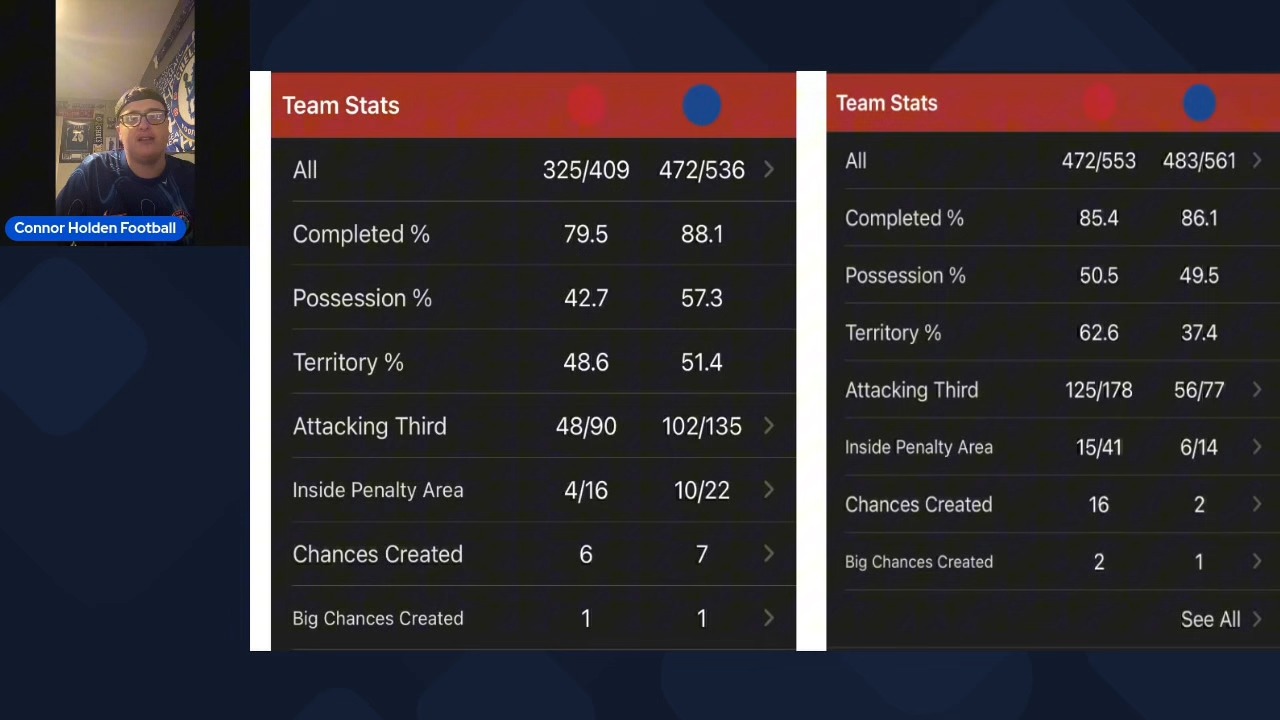 Connor Holden Football
Team Stats
All 325/409 472/536
Completed % 79.5 88.1
Possession % 42.7 57.3
Territory % 48.6 51.4
Attacking Third 48/90 102/135
Inside Penalty Area 4/16 10/22
Chances Created 6 7
Big Chances Created 1 1
Team Stats
All 472/553 483/561
Completed % 85.4 86.1
Possession % 50.5 49.5
Territory % 62.6 37.4
Attacking Third 125/178 56/77
Inside Penalty Area 15/41 6/14
Chances Created 16 2
Big Chances Created 2 1
See All